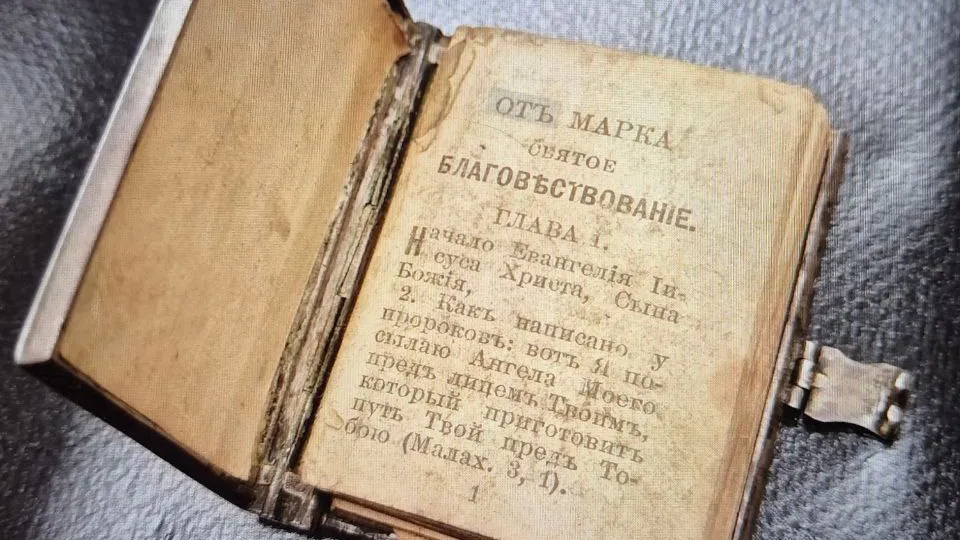 ОТЪ МАРКА
СВЯТОЕ
БЛАГОВѢСТВОВАНІЕ.
ГЛАВА 1.
Начало Евангелія Іи-
суса Христа, Сына
Божія,
2. Какъ написано у
пророковъ: вотъ Я по-
сылаю Ангела Моего
предъ лицемъ Твоимъ,
который приготовитъ
путь Твой предъ То-
бою (Малах. 3, 1).
1